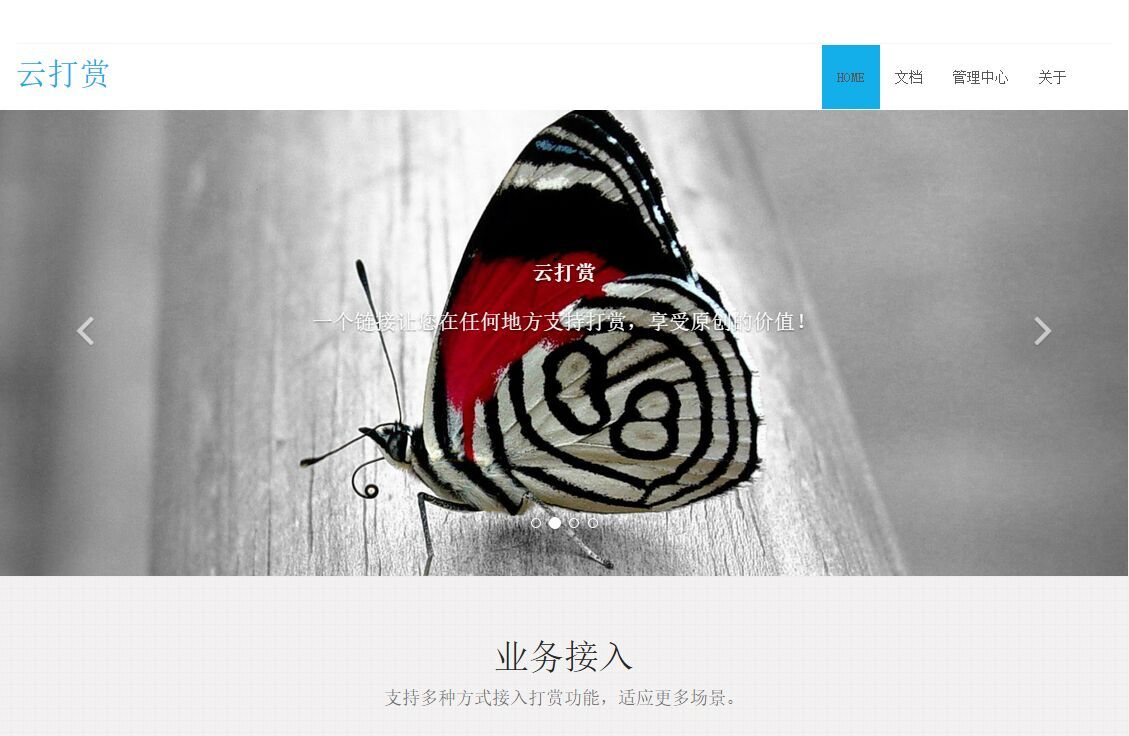 云打赏
HOME 文档 管理中心 关于
云打赏
一个链接让您在任何地方支持打赏，享受原创的价值！
业务接入
支持多种方式接入打赏功能，适应更多场景。